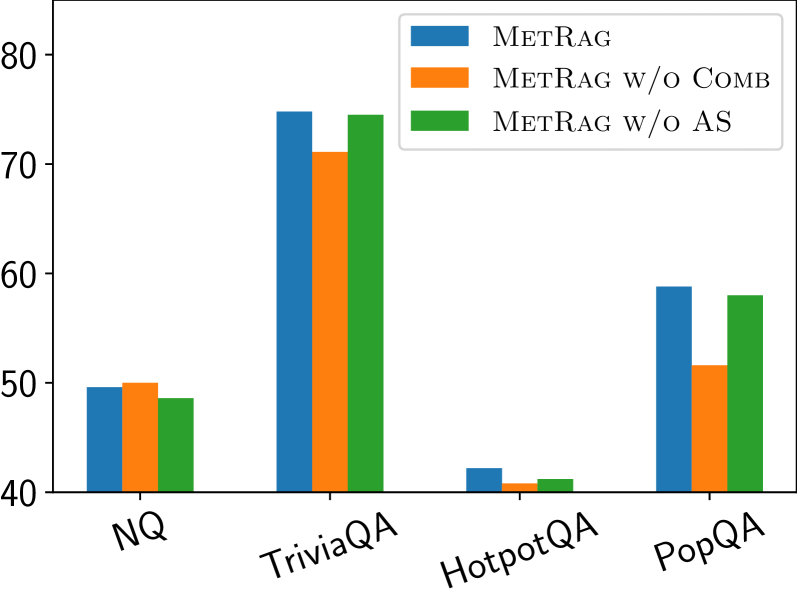 80
70
60
50
40
MetRag
MetRag w/o Comb
MetRag w/o AS
NQ
TriviaQA
HotpotQA
PopQA